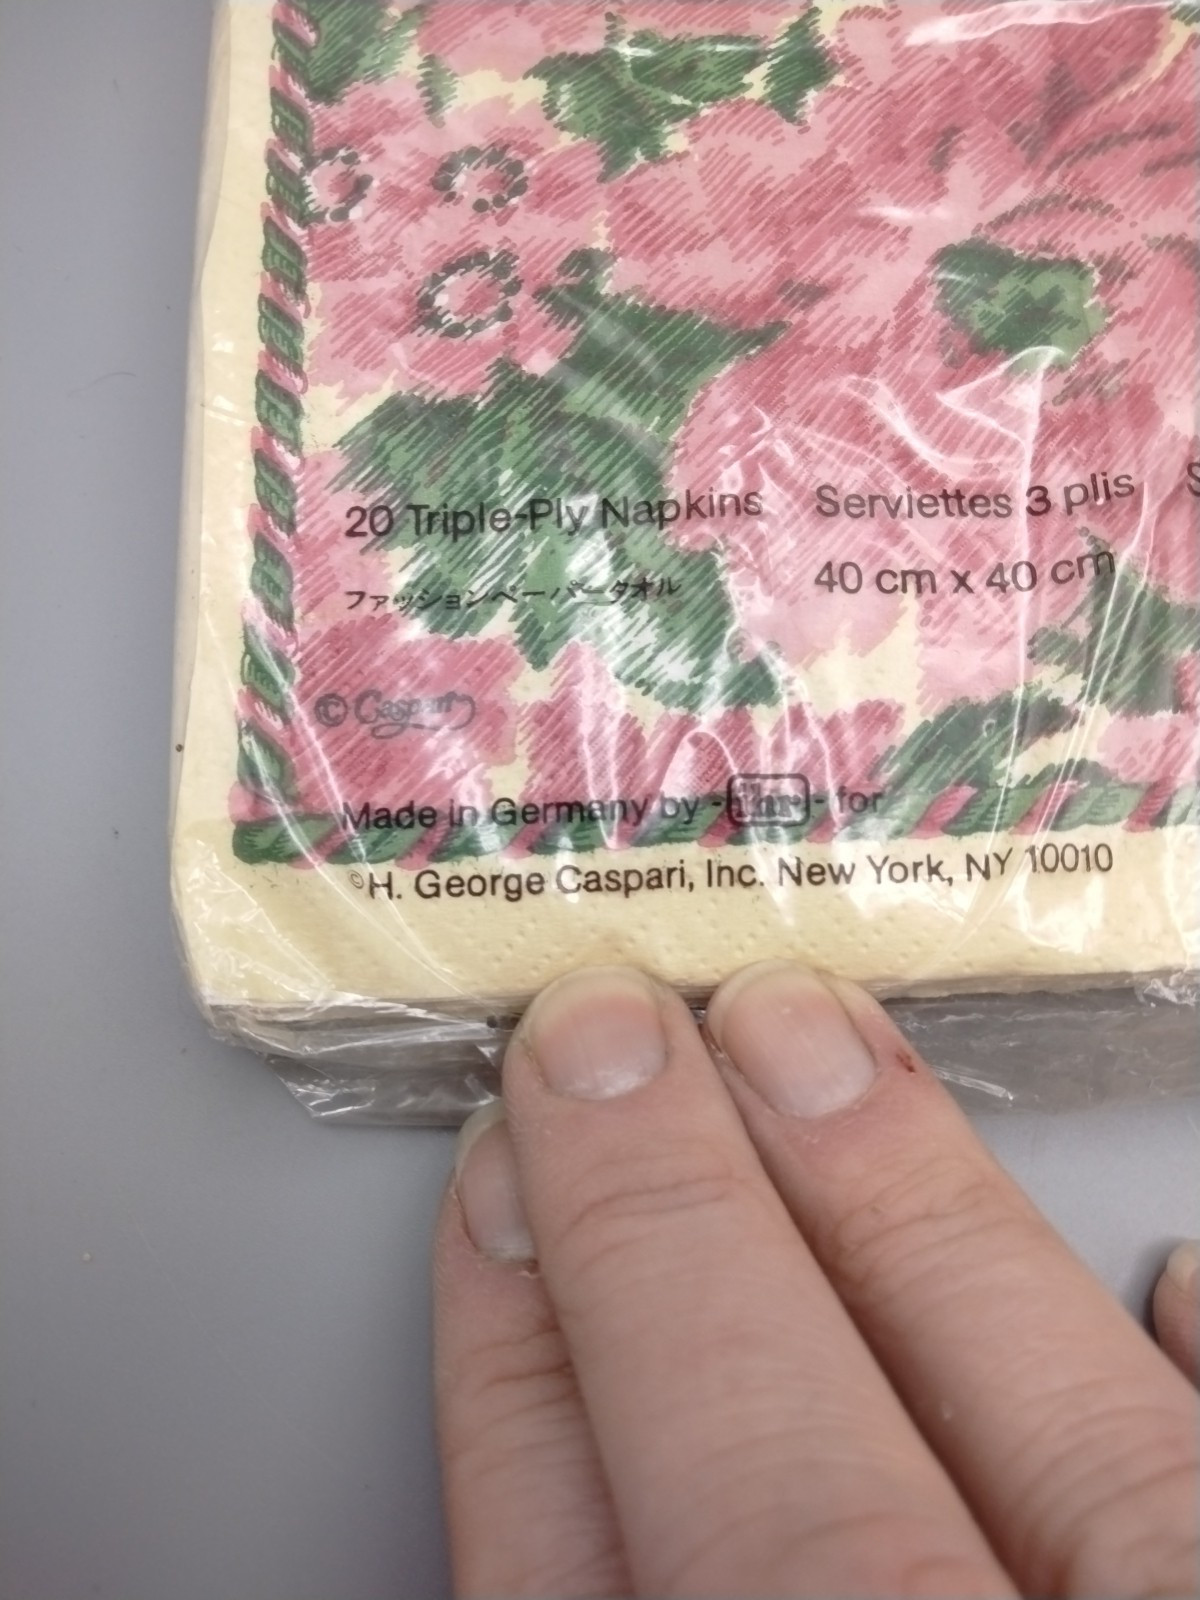 20 Triple-Ply Napkins
Serviettes 3 plis
S
ファッションペーパータオル
40 cm x 40 cm
© Caspari
Made in Germany by -ihr- for
©H. George Caspari, Inc. New York, NY 10010